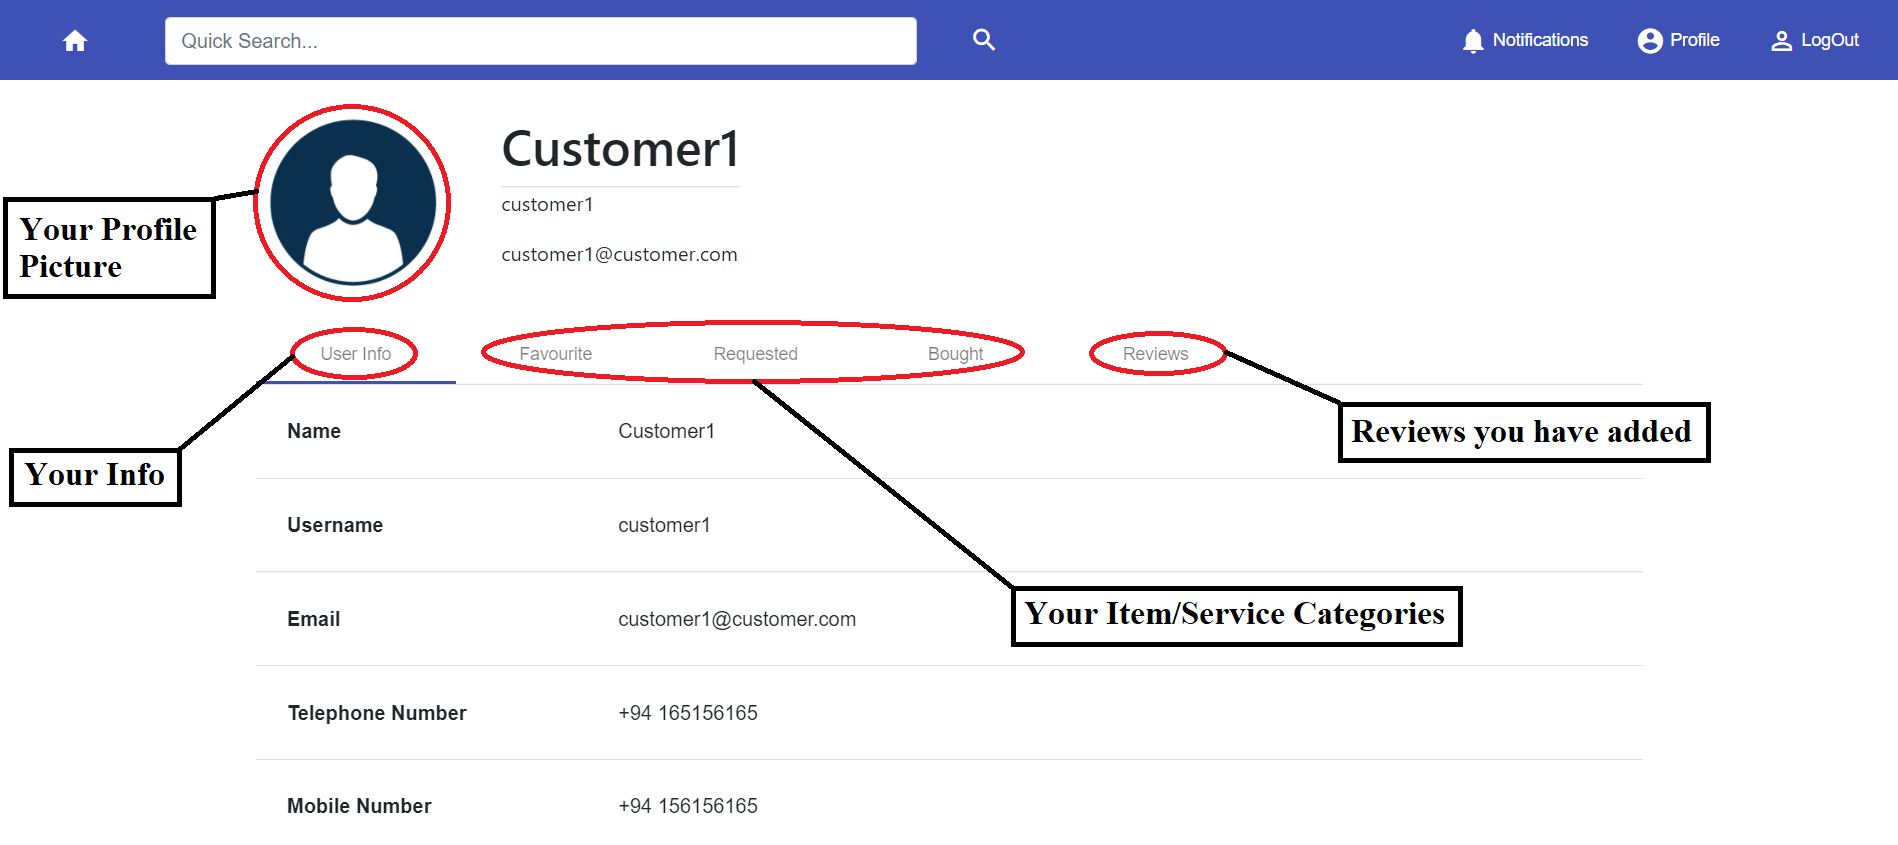 Quick Search...
Notifications
Profile
LogOut
Customer1
customer1
customer1@customer.com
Your Profile
Picture
User Info
Favourite
Requested
Bought
Reviews
Reviews you have added
Your Info
Your Item/Service Categories
Name
Customer1
Username
customer1
Email
customer1@customer.com
Telephone Number
+94 165156165
Mobile Number
+94 156156165